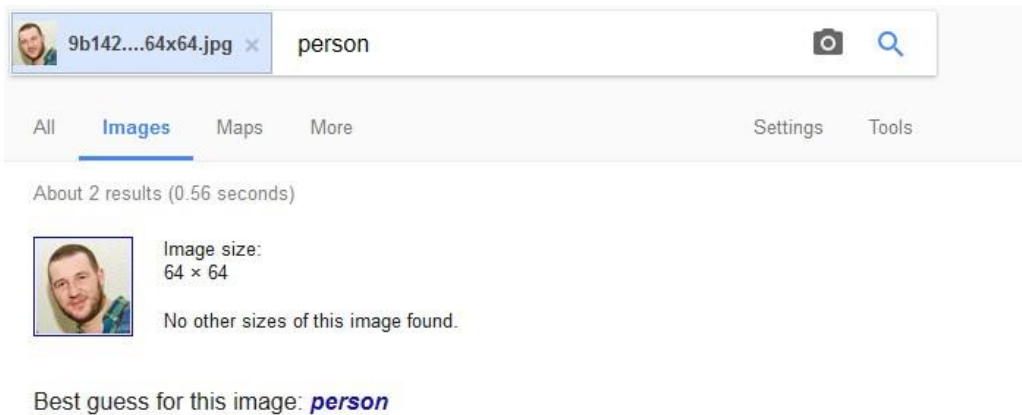 9b142....64x64.jpg × person
All Images Maps More Settings Tools
About 2 results (0.56 seconds)
Image size:
64 × 64
No other sizes of this image found.
Best guess for this image: person